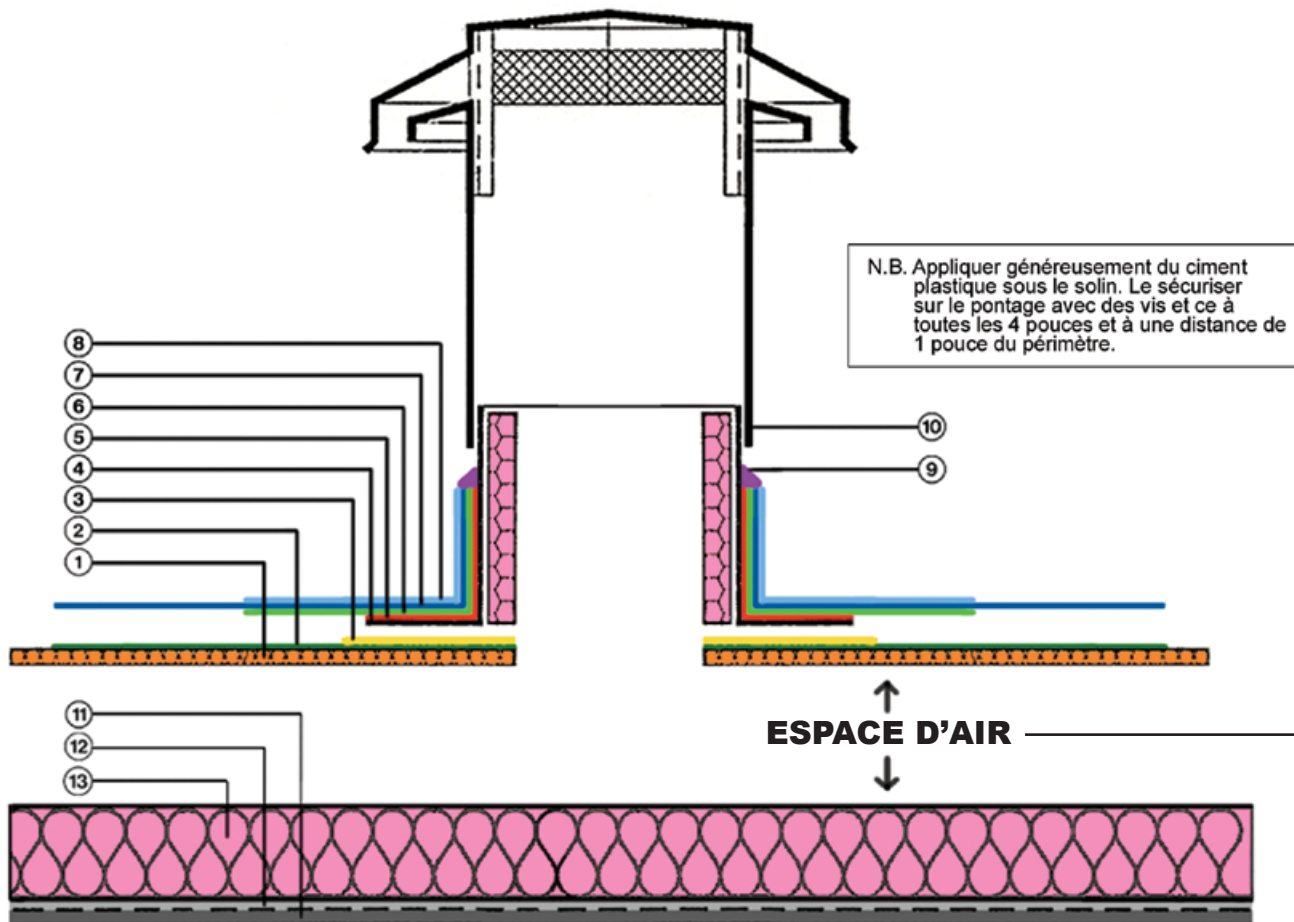 N.B. Appliquer généreusement du ciment
plastique sous le solin. Le sécuriser
sur le pontage avec des vis et ce à
toutes les 4 pouces et à une distance de
1 pouce du périmètre.
8
7
6
5
4
3
2
1
10
9
ESPACE D'AIR
11
12
13